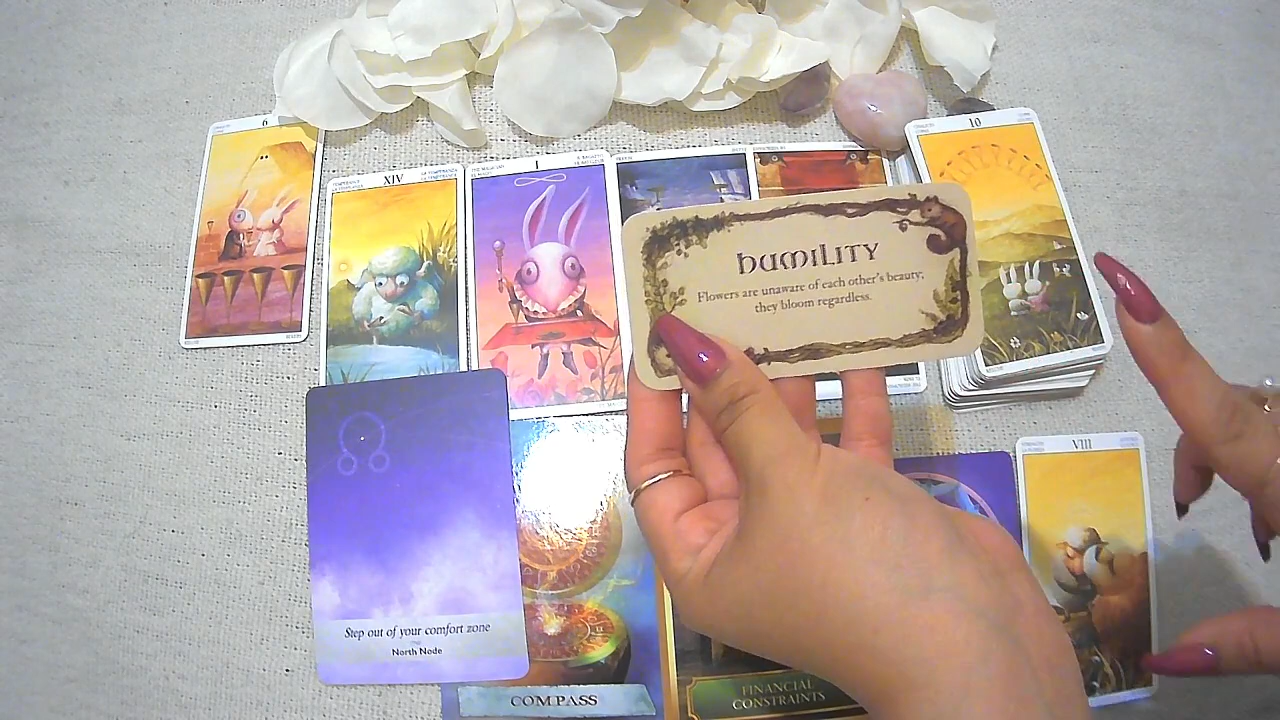 6
XIV
I
10
HUMILITY
Flowers are unaware of each other's beauty;
they bloom regardless.
VIII
Step out of your comfort zone
North Node
COMPASS
FINANCIAL
CONSTRAINTS